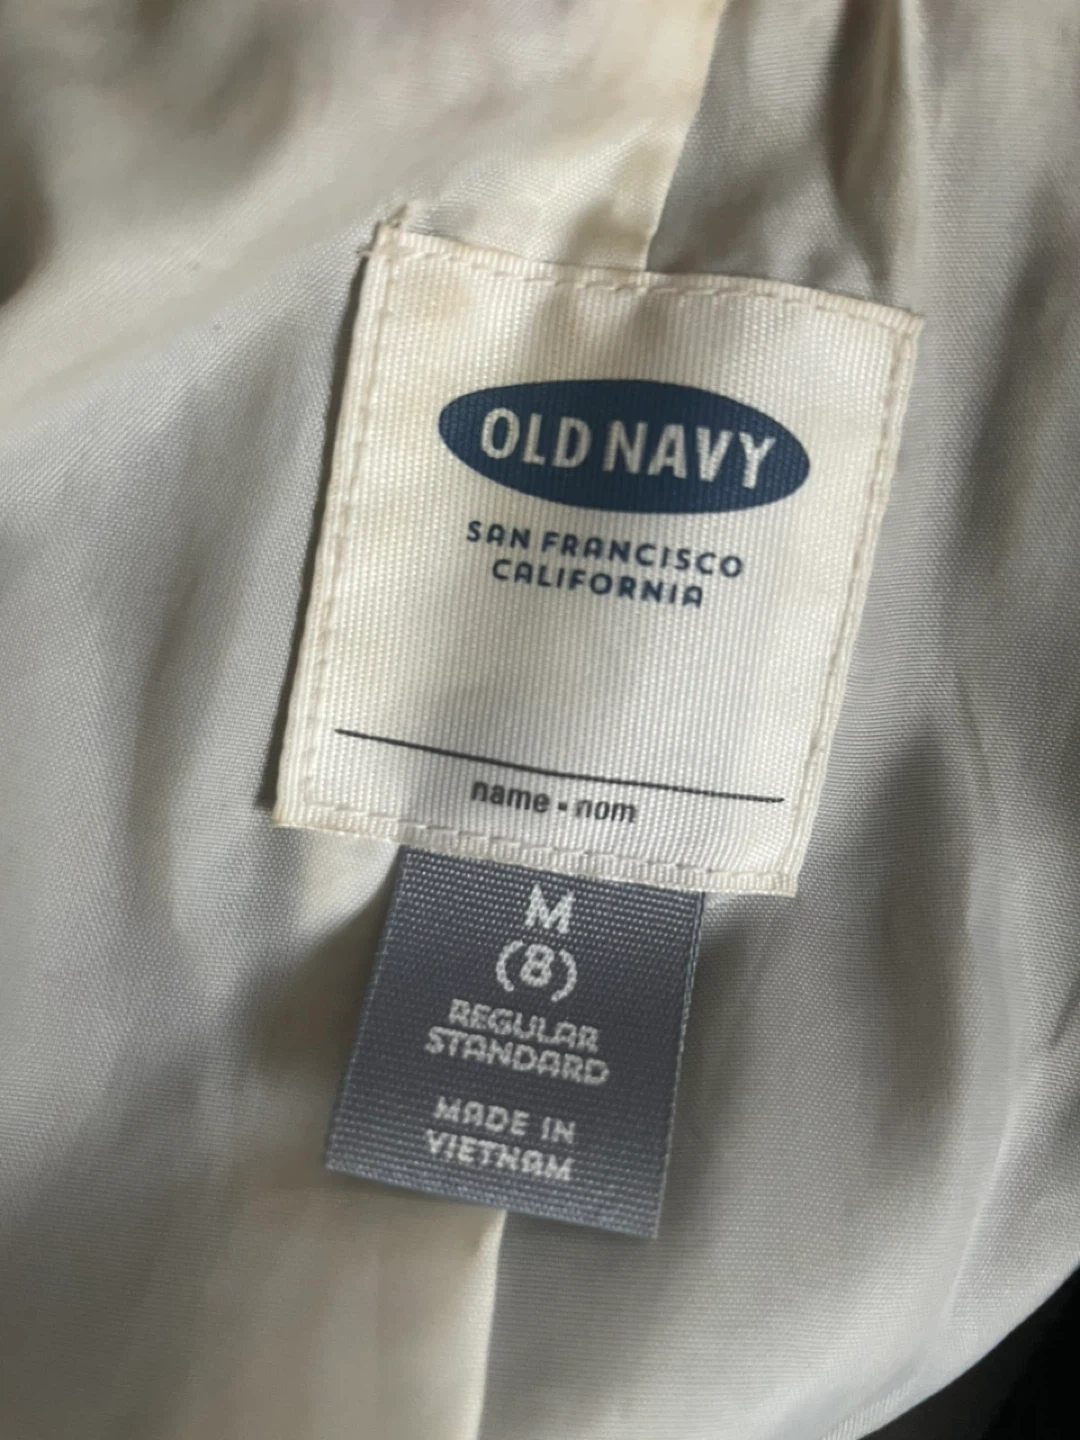 OLD NAVY
SAN FRANCISCO
CALIFORNIA
name • nom
M
(8)
REGULAR
STANDARD
MADE IN
VIETNAM